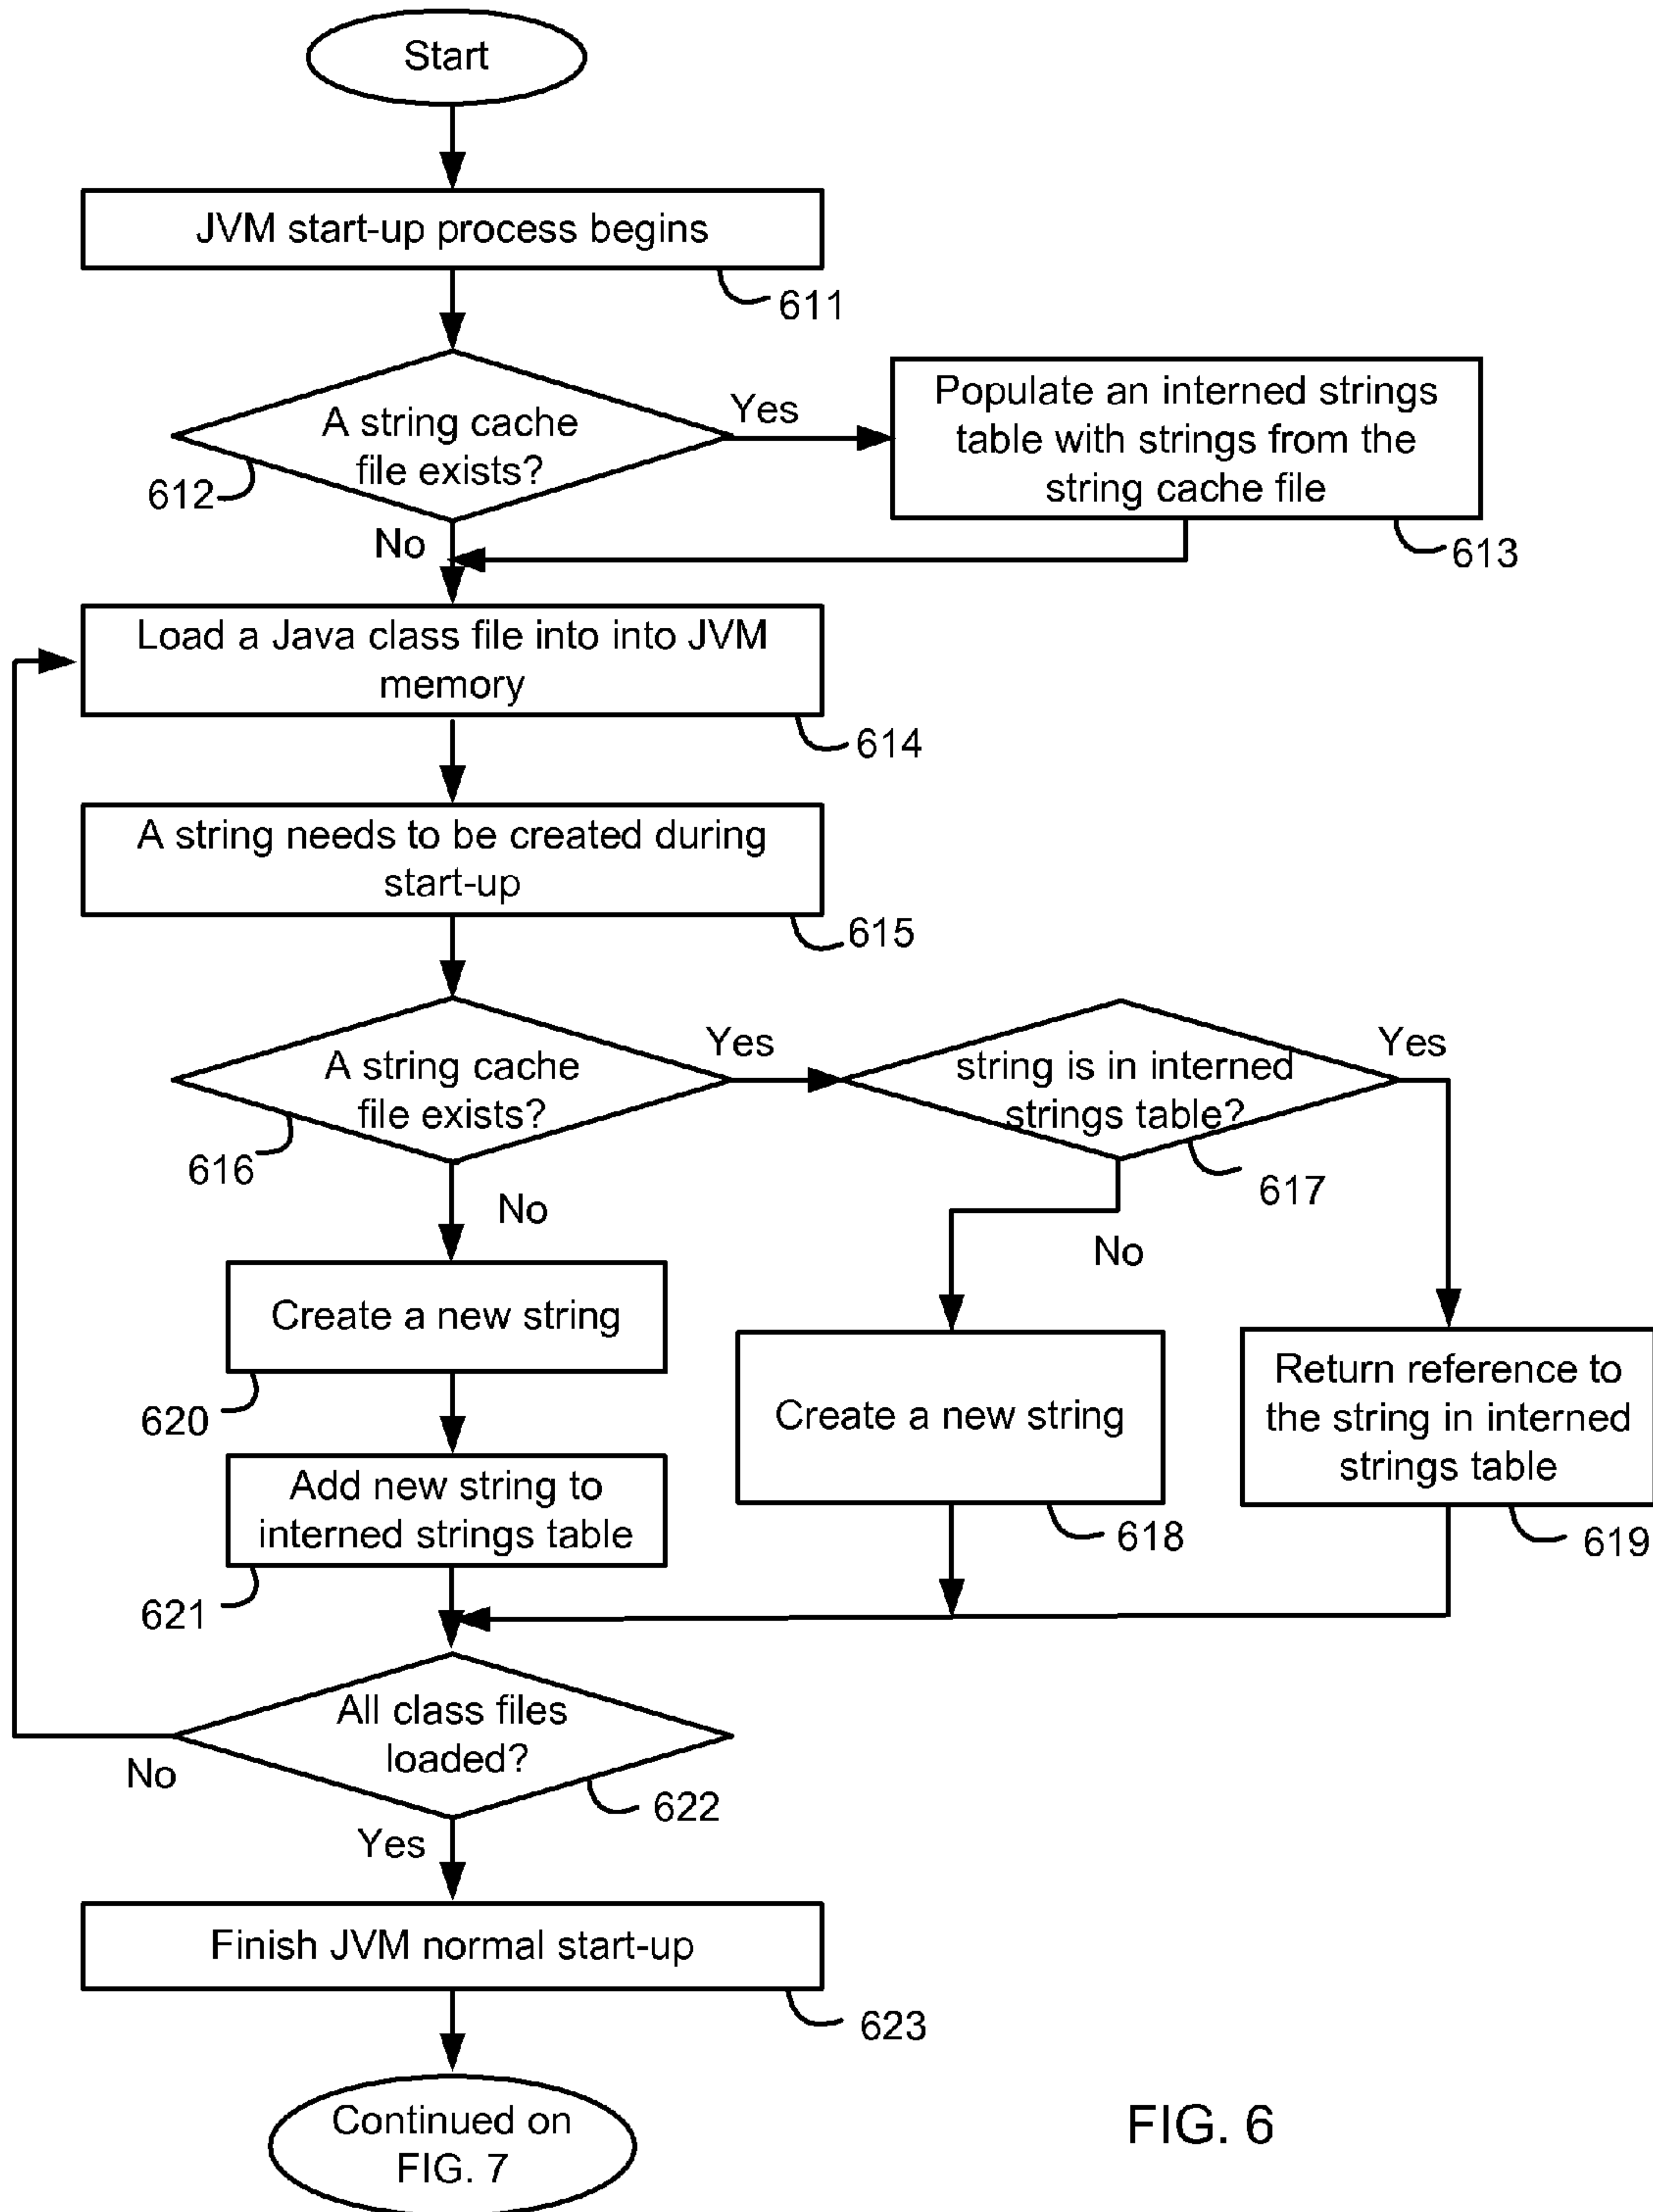 Start
JVM start-up process begins
611
A string cache
file exists?
612
Yes
Populate an interned strings
table with strings from the
string cache file
613
No
Load a Java class file into into JVM
memory
614
A string needs to be created during
start-up
615
A string cache
file exists?
616
Yes
string is in interned
strings table?
617
Yes
No
No
Create a new string
620
Create a new string
618
Return reference to
the string in interned
strings table
619
Add new string to
interned strings table
621
All class files
loaded?
622
No
Yes
Finish JVM normal start-up
623
Continued on
FIG. 7
FIG. 6